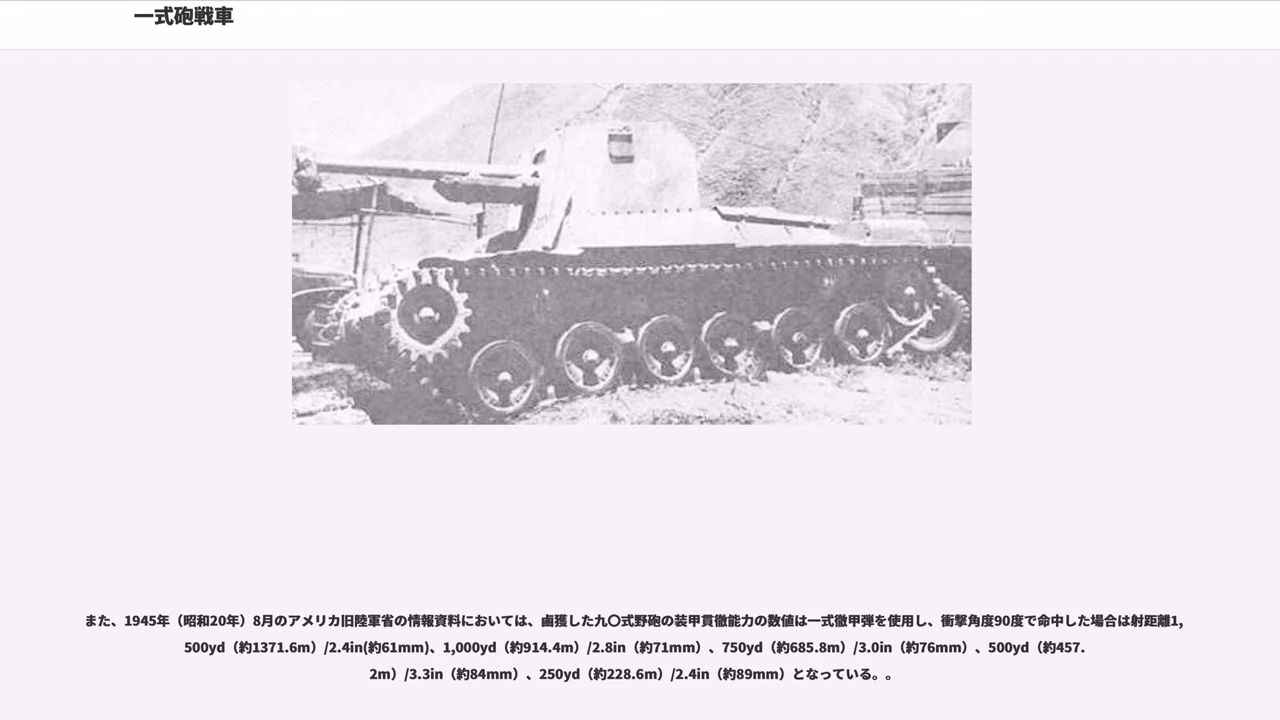 一式砲戦車
また、1945年（昭和20年）8月のアメリカ旧陸軍省の情報資料においては、鹵獲した九〇式野砲の装甲貫徹能力の数値は一式徹甲弾を使用し、衝撃角度90度で命中した場合は射距離1,
500yd（約1371.6m）/2.4in(約61mm)、1,000yd（約914.4m）/2.8in（約71mm）、750yd（約685.8m）/3.0in（約76mm）、500yd（約457.
2m）/3.3in（約84mm）、250yd（約228.6m）/2.4in（約89mm）となっている。。